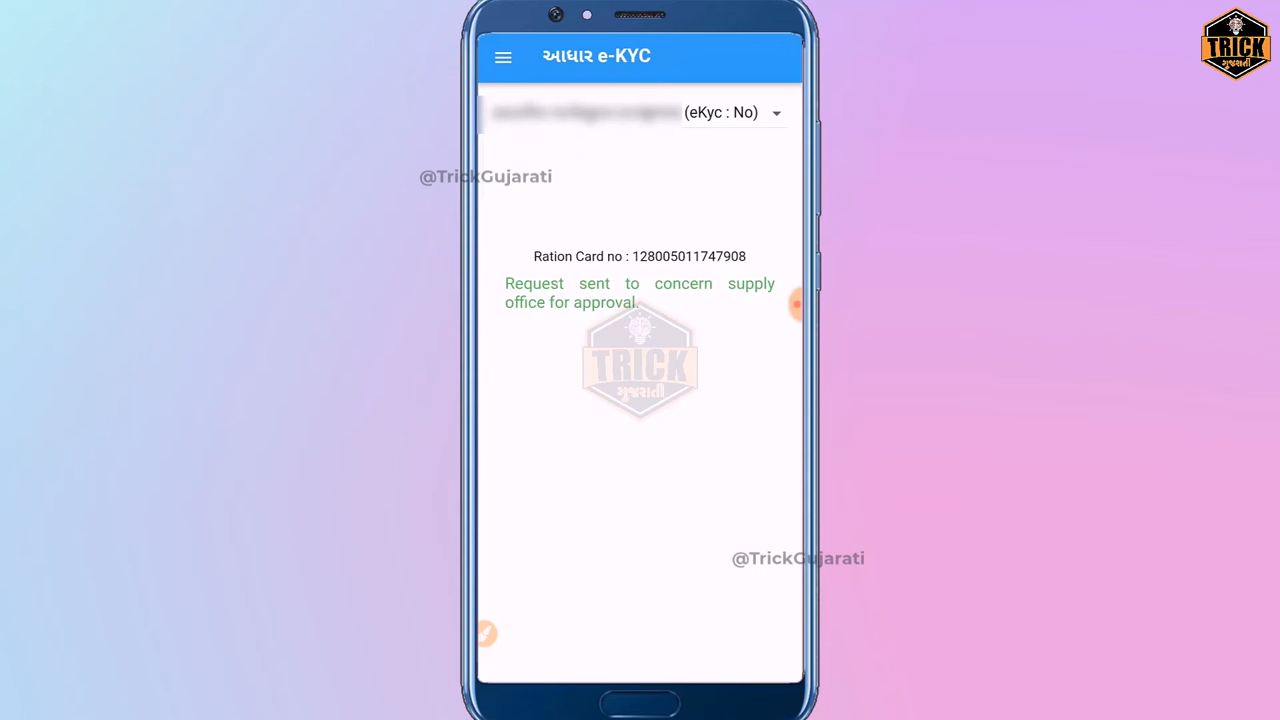 TRICK
ગુજરાતી
આધાર e-KYC
(eKyc : No)
@TrickGujarati
Ration Card no : 128005011747908
Request sent to concern supply
office for approval.
TRICK
ગુજરાતી
@TrickGujarati